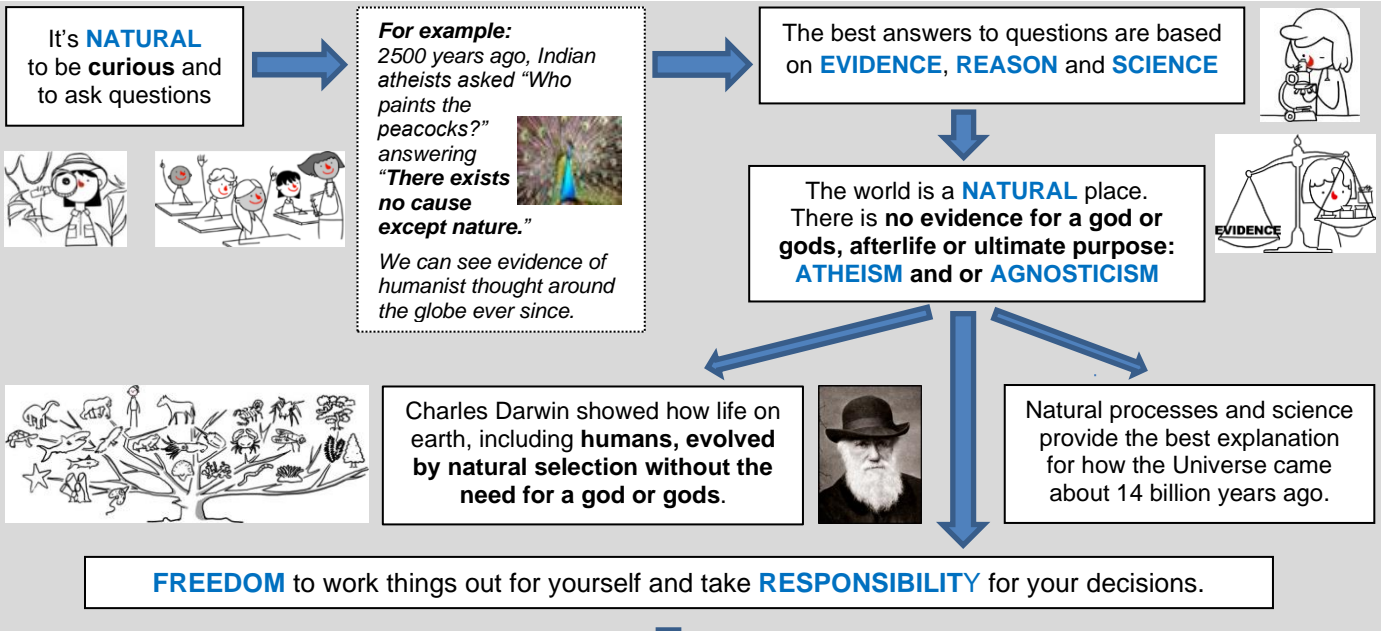 It's NATURAL
to be curious and
to ask questions
For example:
2500 years ago, Indian
atheists asked “Who
paints the
peacocks?”
answering
“There exists
no cause
except nature.”
We can see evidence of
humanist thought around
the globe ever since.
The best answers to questions are based
on EVIDENCE, REASON and SCIENCE
The world is a NATURAL place.
There is no evidence for a god or
gods, afterlife or ultimate purpose:
ATHEISM and or AGNOSTICISM
EVIDENCE
Charles Darwin showed how life on
earth, including humans, evolved
by natural selection without the
need for a god or gods.
Natural processes and science
provide the best explanation
for how the Universe came
about 14 billion years ago.
FREEDOM to work things out for yourself and take RESPONSIBILITY for your decisions.